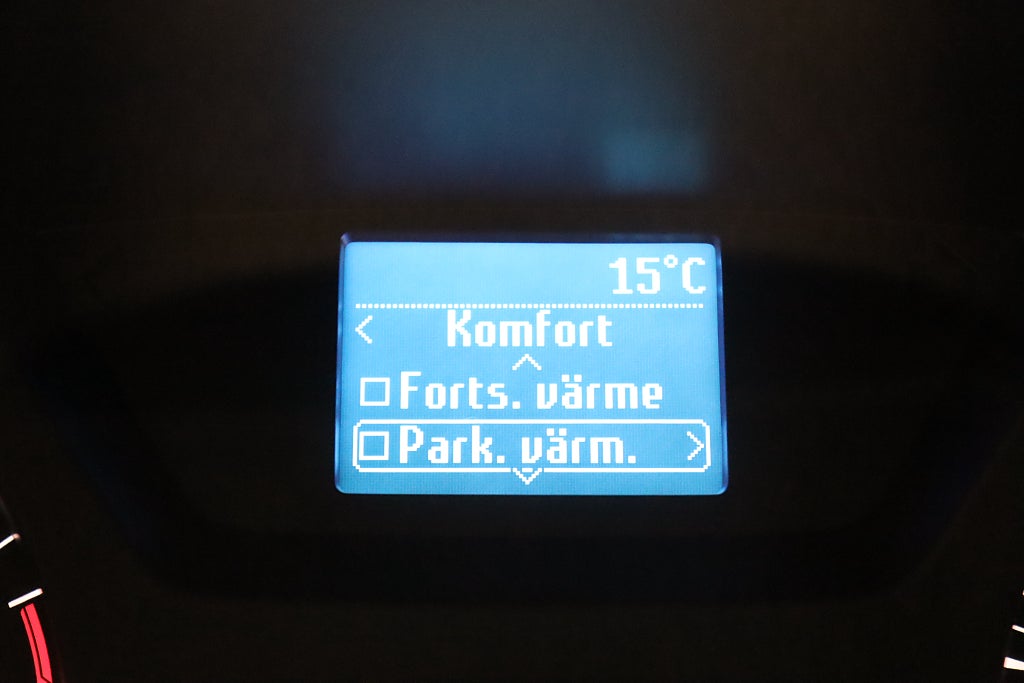 15°C
< Komfort
Forts. värme
Park. värm. >